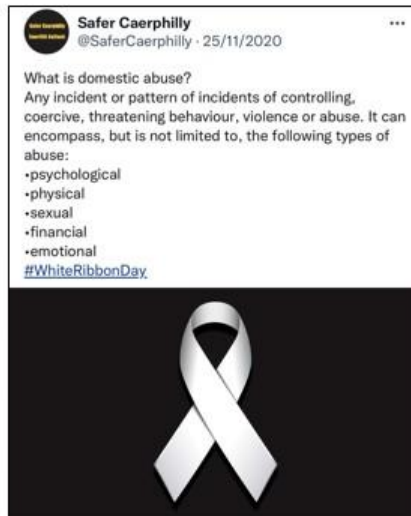 Safer Caerphilly
@SaferCaerphilly · 25/11/2020
What is domestic abuse?
Any incident or pattern of incidents of controlling,
coercive, threatening behaviour, violence or abuse. It can
encompass, but is not limited to, the following types of
abuse:
•psychological
•physical
•sexual
•financial
•emotional
#WhiteRibbonDay